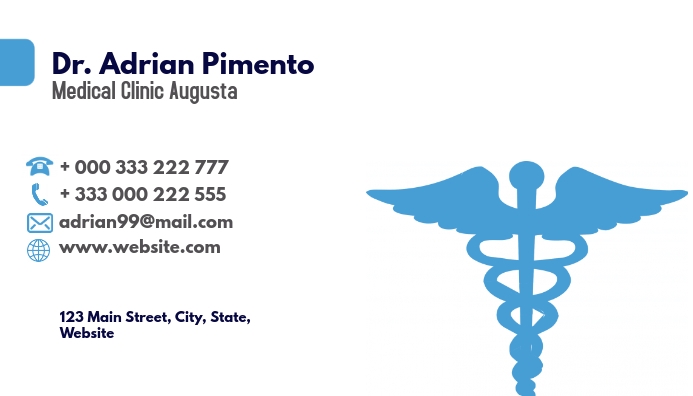 Dr. Adrian Pimento
Medical Clinic Augusta
+ 000 333 222 777
+ 333 000 222 555
adrian99@mail.com
www.website.com
123 Main Street, City, State,
Website